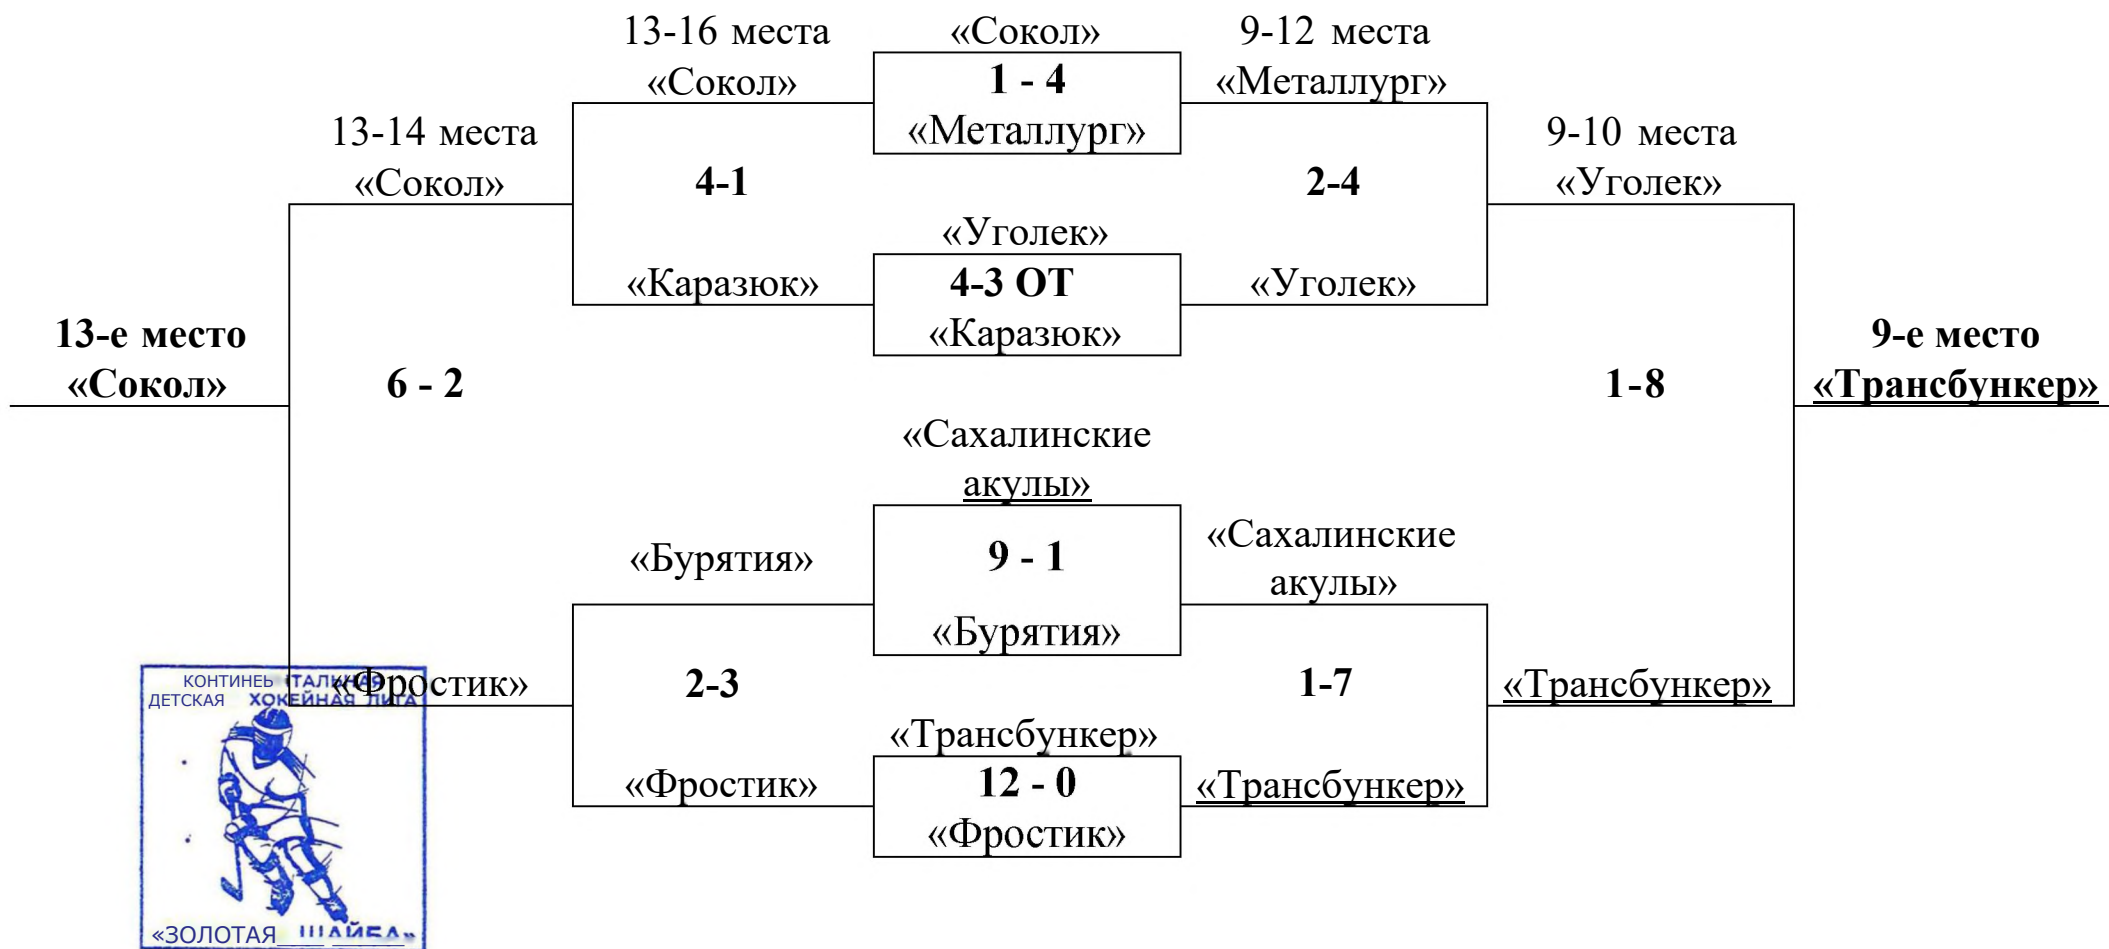 13-16 места
«Сокол»
9-12 места
«Сокол»
1 - 4
«Металлург»
13-14 места
«Металлург»
9-10 места
«Сокол»
4-1
2-4
«Уголек»
«Уголек»
«Каразюк»
4-3 ОТ
«Уголек»
13-е место
«Каразюк»
9-е место
«Сокол»
6 - 2
1-8
«Трансбункер»
«Сахалинские
акулы»
«Бурятия»
9 - 1
«Сахалинские
акулы»
«Бурятия»
«Фростик»
2-3
1-7
«Трансбункер»
«Трансбункер»
«Фростик»
12 - 0
«Трансбункер»
«Фростик»
КОНТИНЕНТАЛЬНАЯ
ДЕТСКАЯ ХОКЕЙНАЯ ЛИГА
«ЗОЛОТАЯ ШАЙБА»